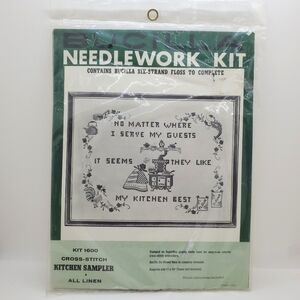 BUCILLA
NEEDLEWORK KIT
CONTAINS BUCILLA SIX-STRAND FLOSS TO COMPLETE
NO MATTER WHERE
I SERVE MY GUESTS
IT SEEMS THEY LIKE
MY KITCHEN BEST
KIT 1600
CROSS-STITCH
KITCHEN SAMPLER
ALL LINEN